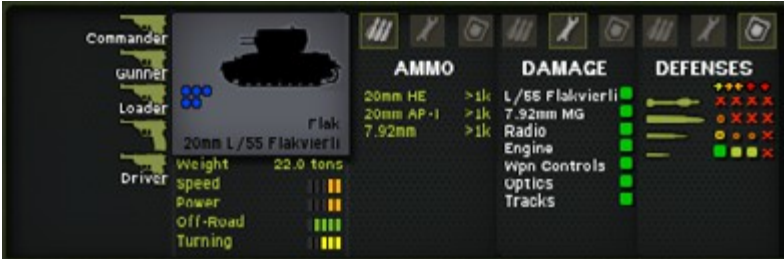 Commander
Gunner
Loader
Driver
Flak
20mm L/55 Flakvierli
Weight 22.0 tons
Speed
Power
Off-Road
Turning
AMMO
20mm HE >1k
20mm AP-I >1k
7.92mm >1k
DAMAGE
L/55 Flakvierli
7.92mm MG
Radio
Engine
Wpn Controls
Optics
Tracks
DEFENSES